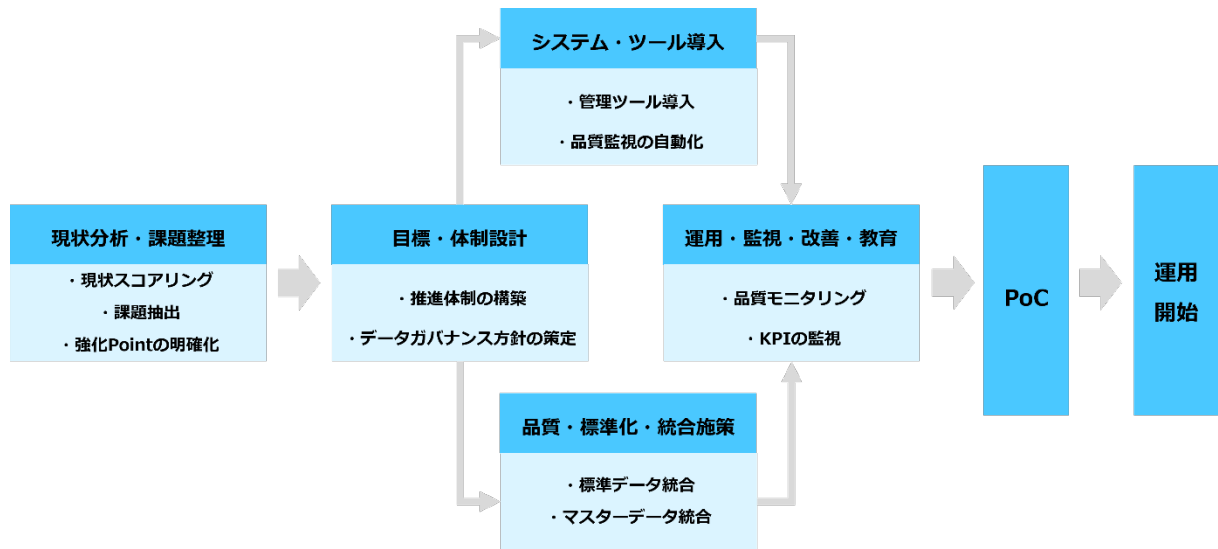 現状分析・課題整理
・現状スコアリング
・課題抽出
・強化Pointの明確化
目標・体制設計
・推進体制の構築
・データガバナンス方針の策定
システム・ツール導入
・管理ツール導入
・品質監視の自動化
品質・標準化・統合施策
・標準データ統合
・マスターデータ統合
運用・監視・改善・教育
・品質モニタリング
・KPIの監視
PoC
運用
開始